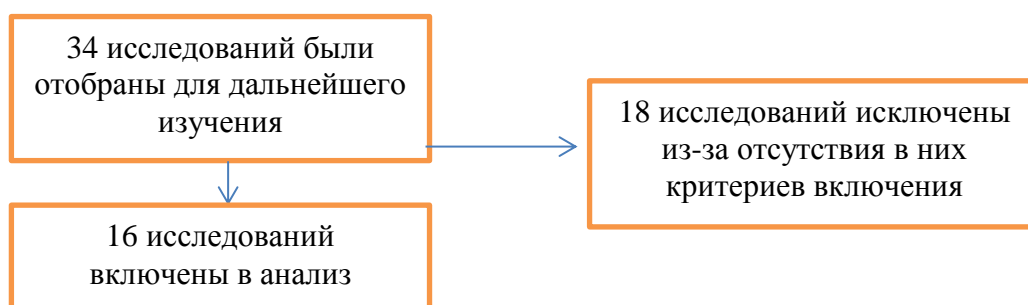 34 исследований были
отобраны для дальнейшего
изучения
18 исследований исключены
из-за отсутствия в них
критериев включения
16 исследований
включены в анализ